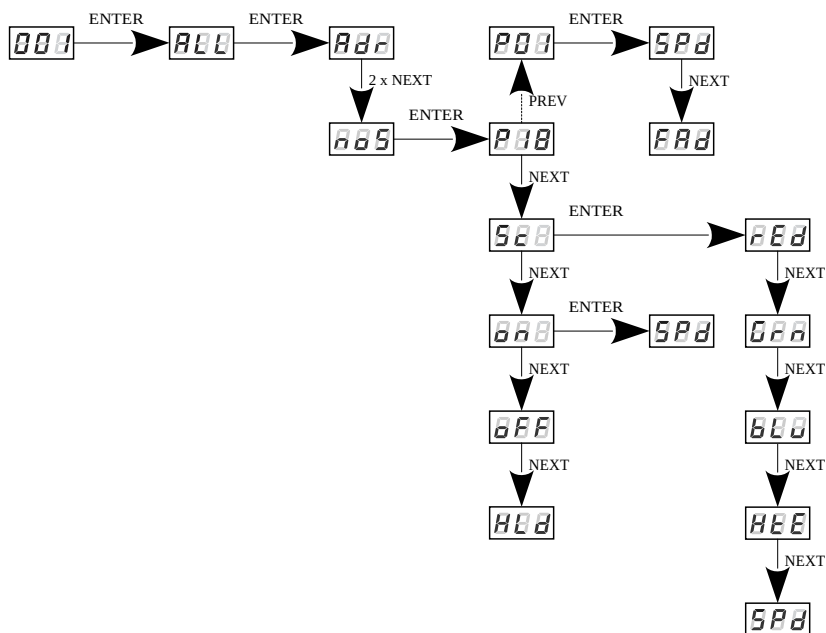 ENTER
ENTER
ENTER
001
ALL
Adr
P01
SPd
2 x NEXT
NEXT
PREV
ENTER
noS
P18
FAd
NEXT
ENTER
Sc
rEd
NEXT
NEXT
ENTER
on
SPd
Grn
NEXT
NEXT
oFF
bLu
NEXT
NEXT
HLd
HtE
NEXT
SPd